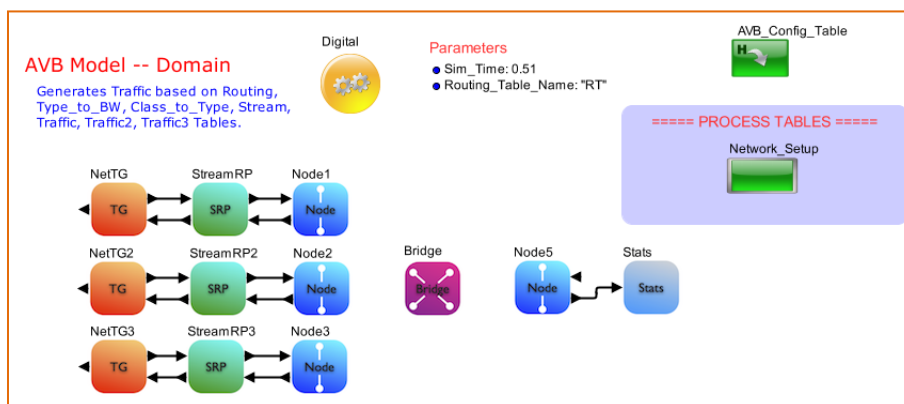 AVB_Config_Table
H
Digital
Parameters
Sim_Time: 0.51
Routing_Table_Name: "RT"
AVB Model -- Domain
Generates Traffic based on Routing,
Type_to_BW, Class_to_Type, Stream,
Traffic, Traffic2, Traffic3 Tables.
===== PROCESS TABLES =====
Network_Setup
NetTG StreamRP Node1
TG SRP Node
NetTG2 StreamRP2 Node2 Bridge Node5 Stats
TG SRP Node Bridge Node Stats
NetTG3 StreamRP3 Node3
TG SRP Node